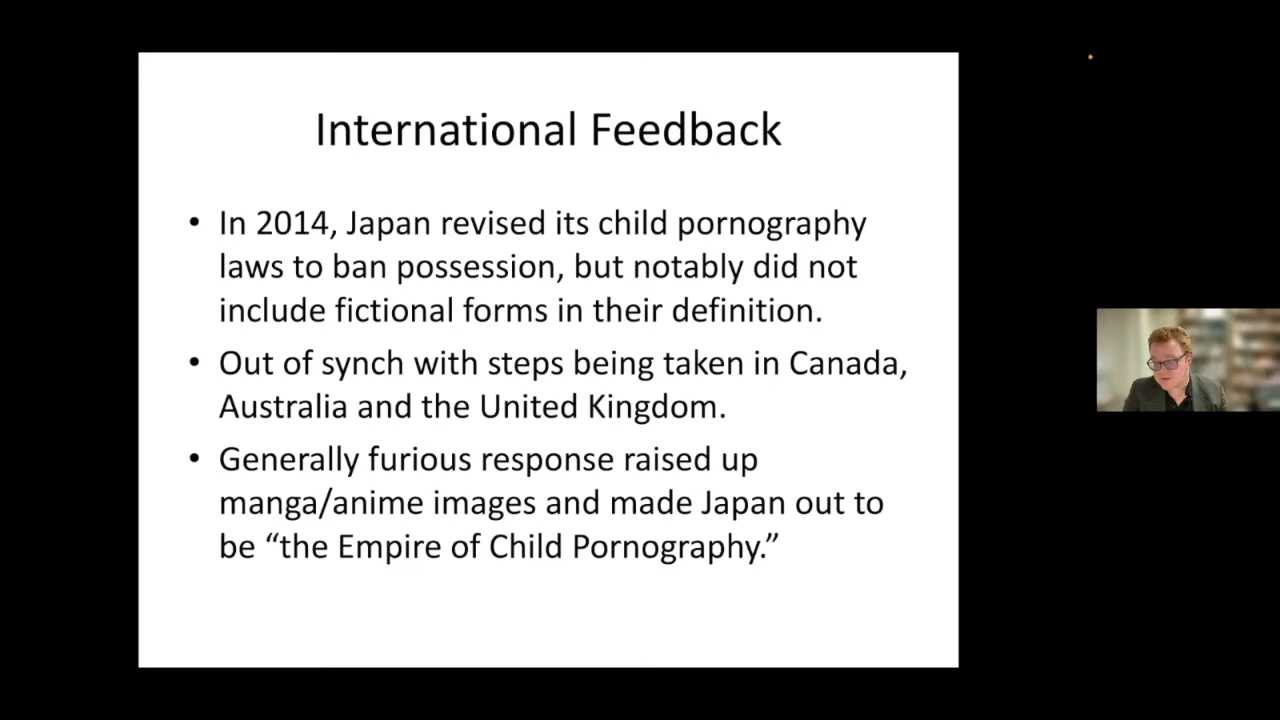 International Feedback
• In 2014, Japan revised its child pornography
laws to ban possession, but notably did not
include fictional forms in their definition.
• Out of synch with steps being taken in Canada,
Australia and the United Kingdom.
• Generally furious response raised up
manga/anime images and made Japan out to
be “the Empire of Child Pornography.”